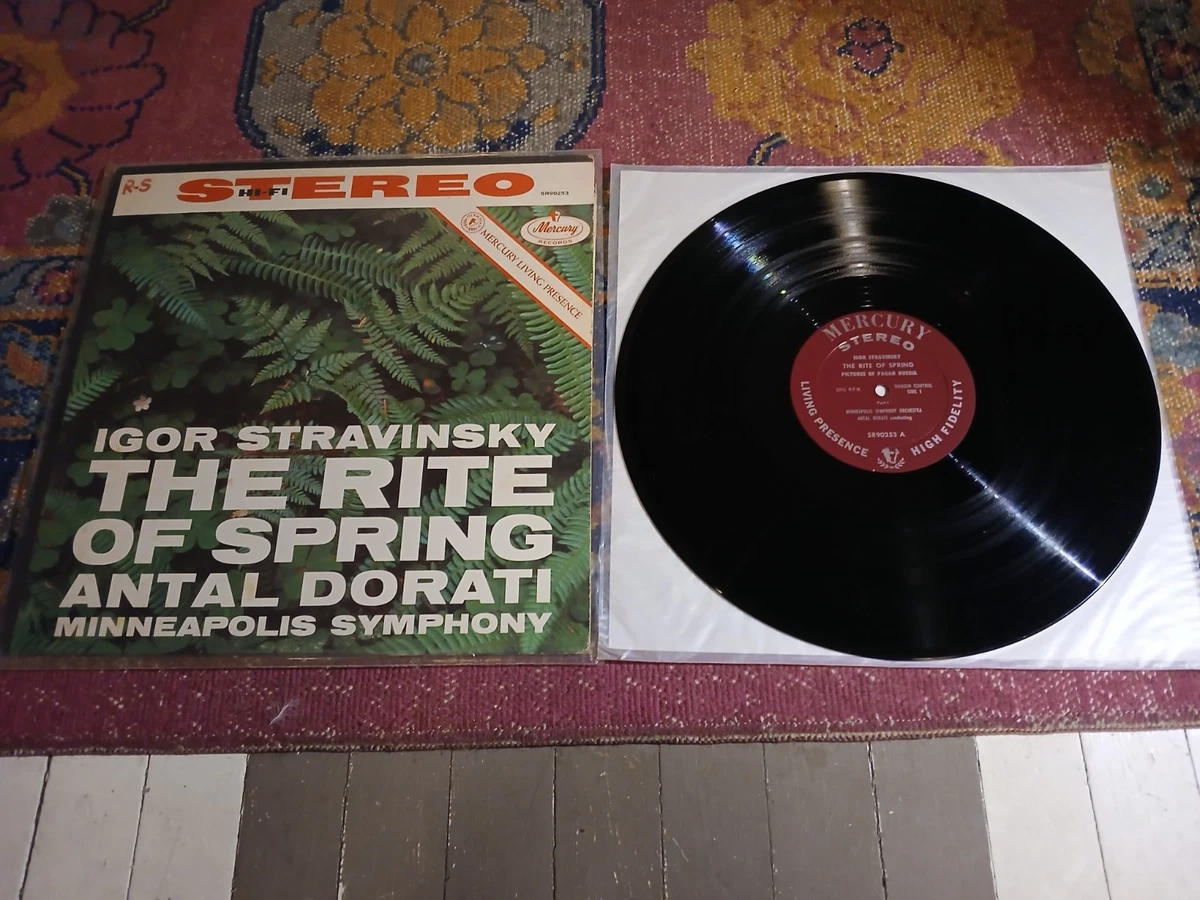 R-S
STEREO
HI-FI
SR90253
Mercury
RECORDS
MERCURY LIVING PRESENCE
IGOR STRAVINSKY
THE RITE
OF SPRING
ANTAL DORATI
MINNEAPOLIS SYMPHONY
MERCURY
STEREO
IGOR STRAVINSKY
THE RITE OF SPRING
PICTURES OF PAGAN RUSSIA
SIDE 1
MINNEAPOLIS SYMPHONY ORCHESTRA
ANTAL DORATI conducting
SR90253 A
LIVING PRESENCE
HIGH FIDELITY